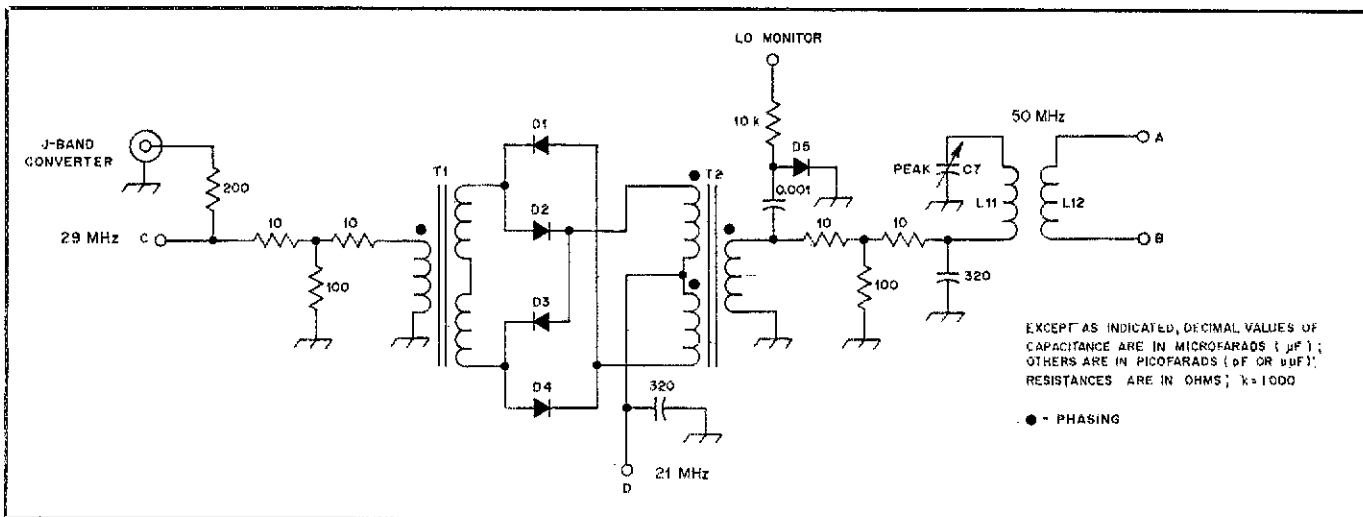 LO MONITOR
50 MHz
J-BAND
CONVERTER
200
10 k
D5
0.001
PEAK
C7
L11
L12
A
B
D1
D2
D3
D4
T1
T2
29 MHz
C
10
10
100
10
10
100
320
320
21 MHz
D
EXCEPT AS INDICATED, DECIMAL VALUES OF
CAPACITANCE ARE IN MICROFARADS ( µF ) ;
OTHERS ARE IN PICOFARADS ( pF OR µµF);
RESISTANCES ARE IN OHMS; k=1000
● - PHASING